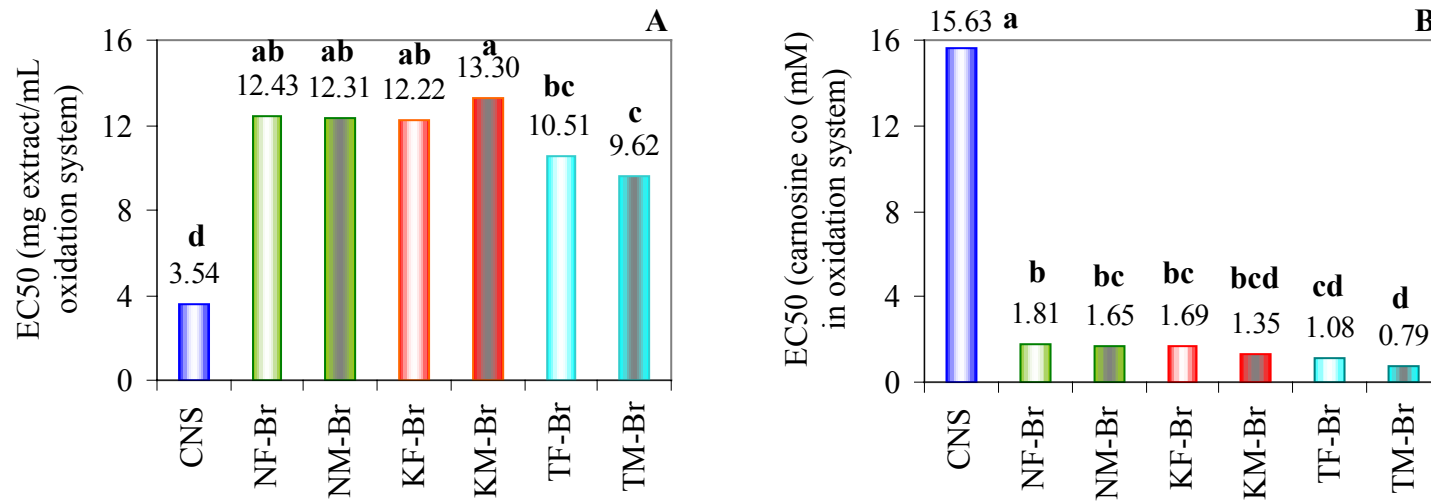 A
EC50 (mg extract/mL
oxidation system)
16
12
8
4
0
d
3.54
ab
12.43
ab
12.31
ab
12.22
a
13.30
bc
10.51
c
9.62
CNS
NF-Br
NM-Br
KF-Br
KM-Br
TF-Br
TM-Br
B
EC50 (carnosine co (mM)
in oxidation system)
16
12
8
4
0
15.63 a
b
1.81
bc
1.65
bc
1.69
bcd
1.35
cd
1.08
d
0.79
CNS
NF-Br
NM-Br
KF-Br
KM-Br
TF-Br
TM-Br